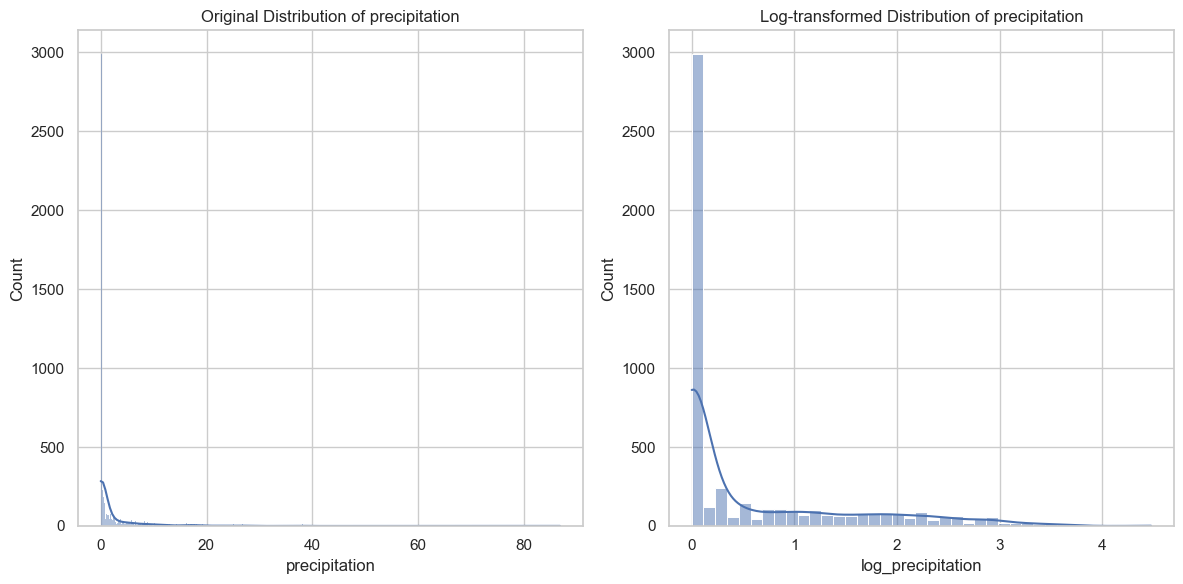 Original Distribution of precipitation
3000
2500
2000
1500
1000
500
0
Count
0 20 40 60 80
precipitation
Log-transformed Distribution of precipitation
3000
2500
2000
1500
1000
500
0
Count
0 1 2 3 4
log_precipitation